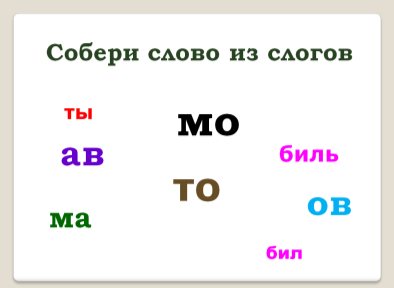 Собери слово из слогов
ты
мо
ав
биль
то
ов
ма
бил